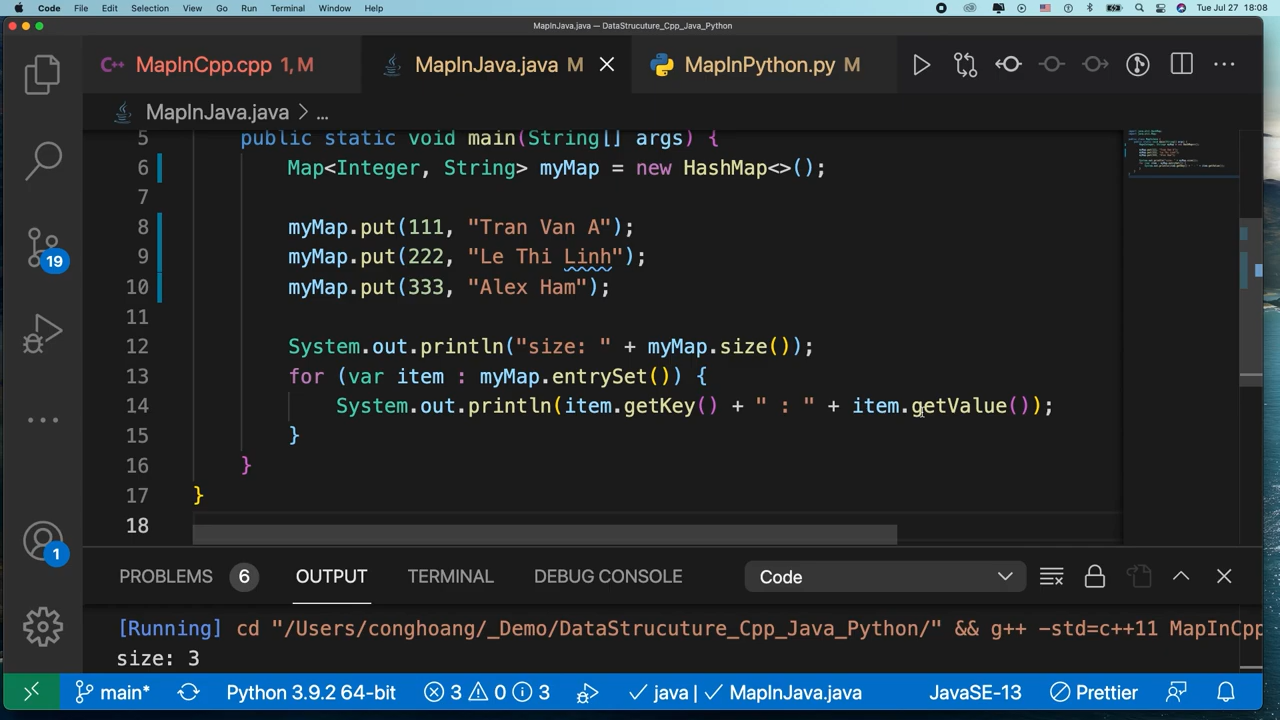 Code File Edit Selection View Go Run Terminal Window Help Tue Jul 27 18:08
MapInJava.java — DataStrucuture_Cpp_Java_Python
MapInCpp.cpp 1, M MapInJava.java M MapInPython.py M
MapInJava.java > ...
5 public static void main(String[] args) {
6 Map<Integer, String> myMap = new HashMap<>();
7
8 myMap.put(111, "Tran Van A");
9 myMap.put(222, "Le Thi Linh");
10 myMap.put(333, "Alex Ham");
11
12 System.out.println("size: " + myMap.size());
13 for (var item : myMap.entrySet()) {
14 System.out.println(item.getKey() + " : " + item.getValue());
15 }
16 }
17 }
18
19
1
PROBLEMS 6 OUTPUT TERMINAL DEBUG CONSOLE Code
[Running] cd "/Users/conghoang/_Demo/DataStrucuture_Cpp_Java_Python/" && g++ -std=c++11 MapInCpp
size: 3
main* Python 3.9.2 64-bit 3 0 3 java | MapInJava.java JavaSE-13 Prettier